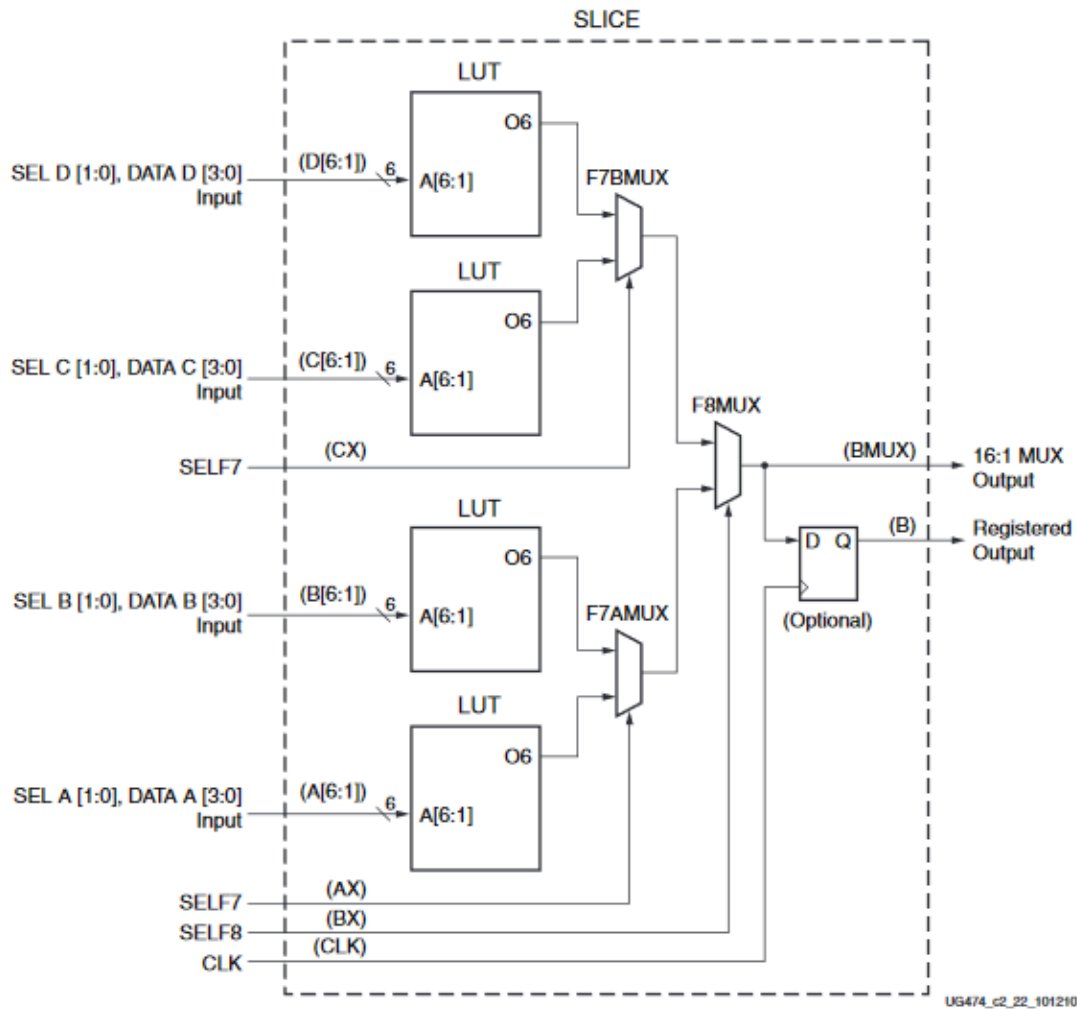 SLICE
LUT
O6
SEL D [1:0], DATA D [3:0]
Input
(D[6:1])
6
A[6:1]
F7BMUX
LUT
O6
SEL C [1:0], DATA C [3:0]
Input
(C[6:1])
6
A[6:1]
F8MUX
SELF7
(CX)
(BMUX)
16:1 MUX
Output
LUT
O6
SEL B [1:0], DATA B [3:0]
Input
(B[6:1])
6
A[6:1]
F7AMUX
D Q
(B)
Registered
Output
(Optional)
LUT
O6
SEL A [1:0], DATA A [3:0]
Input
(A[6:1])
6
A[6:1]
SELF7
(AX)
SELF8
(BX)
CLK
(CLK)
UG474_c2_22_101210